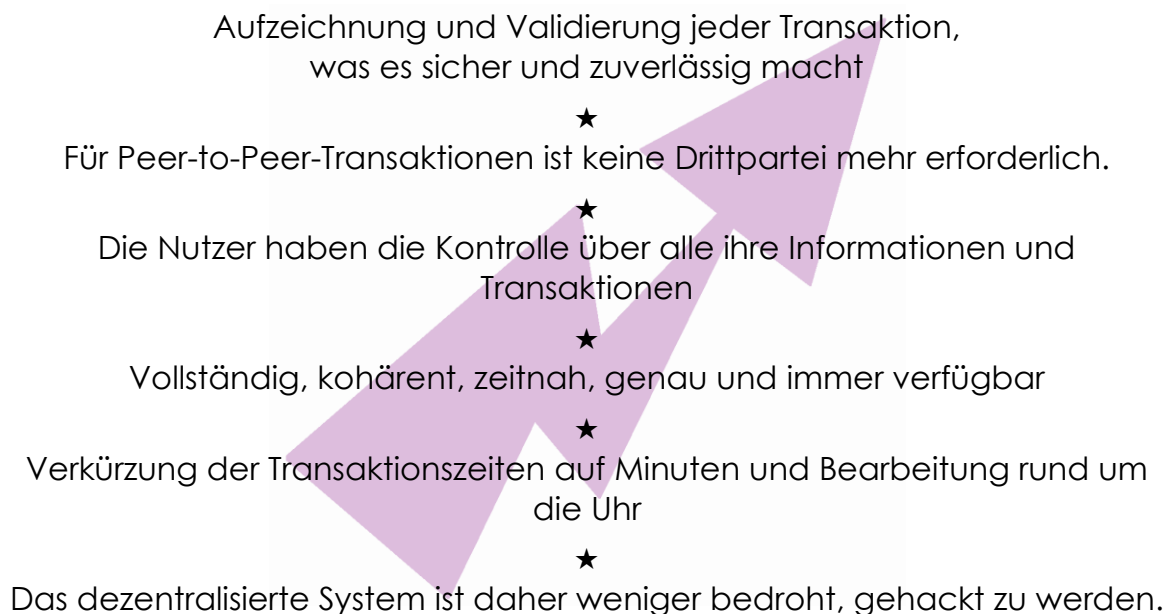 Aufzeichnung und Validierung jeder Transaktion,
was es sicher und zuverlässig macht
★
Für Peer-to-Peer-Transaktionen ist keine Drittpartei mehr erforderlich.
★
Die Nutzer haben die Kontrolle über alle ihre Informationen und
Transaktionen
★
Vollständig, kohärent, zeitnah, genau und immer verfügbar
★
Verkürzung der Transaktionszeiten auf Minuten und Bearbeitung rund um
die Uhr
★
Das dezentralisierte System ist daher weniger bedroht, gehackt zu werden.